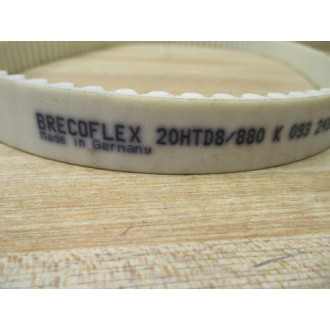 BRECOFLEX 20HTD8/880 K 093
Made in Germany